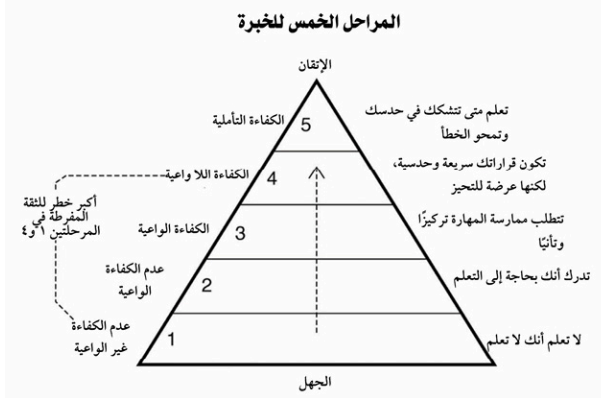 المراحل الخمس للخبرة
الإتقان
5
الكفاءة التأملية
تعلم متى تتشكك في حدسك
وتمحو الخطأ
4
الكفاءة اللا واعية
تكون قراراتك سريعة وحدسية،
لكنها عرضة للتحيز
أكبر خطر للثقة
المفرطة في
المرحلتين ١ و٤
3
الكفاءة الواعية
تتطلب ممارسة المهارة تركيزًا
وتأنيًا
2
عدم الكفاءة
الواعية
تدرك أنك بحاجة إلى التعلم
1
عدم الكفاءة
غير الواعية
لا تعلم أنك لا تعلم
الجهل